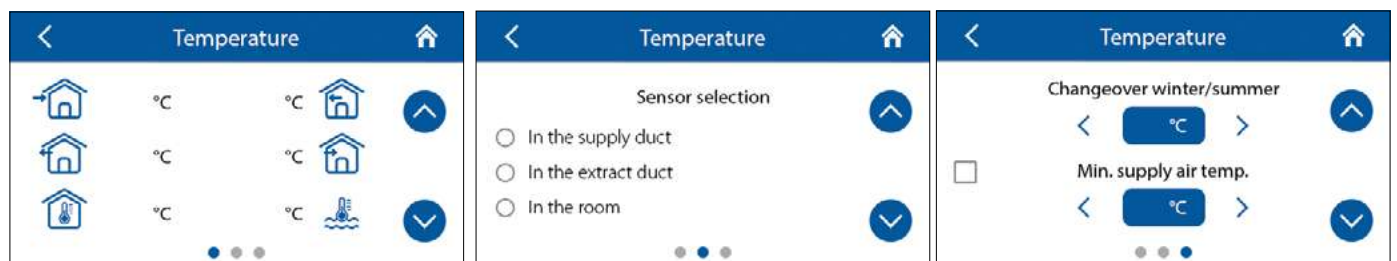 Temperature
°C °C
°C °C
°C °C
Temperature
Sensor selection
In the supply duct
In the extract duct
In the room
Temperature
Changeover winter/summer
°C
Min. supply air temp.
°C